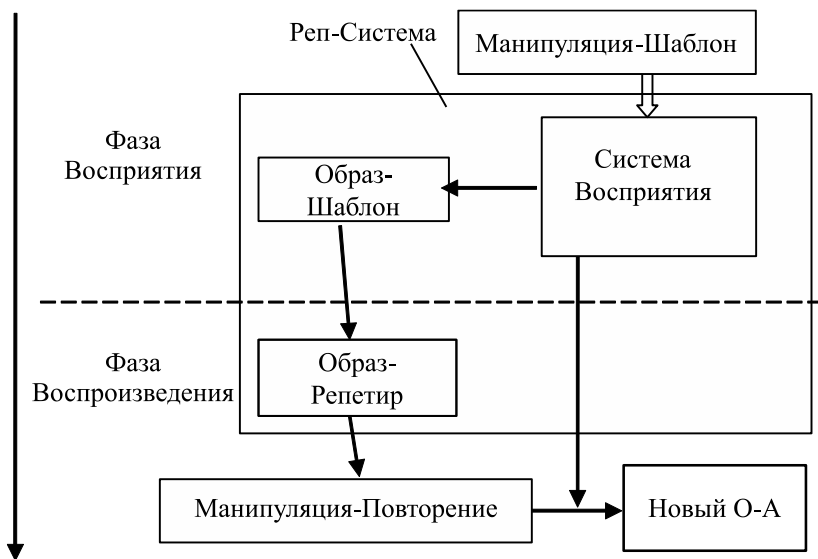 Реп-Система
Манипуляция-Шаблон
Фаза
Восприятия
Образ-
Шаблон
Система
Восприятия
Фаза
Воспроизведения
Образ-
Репетир
Манипуляция-Повторение
Новый О-А